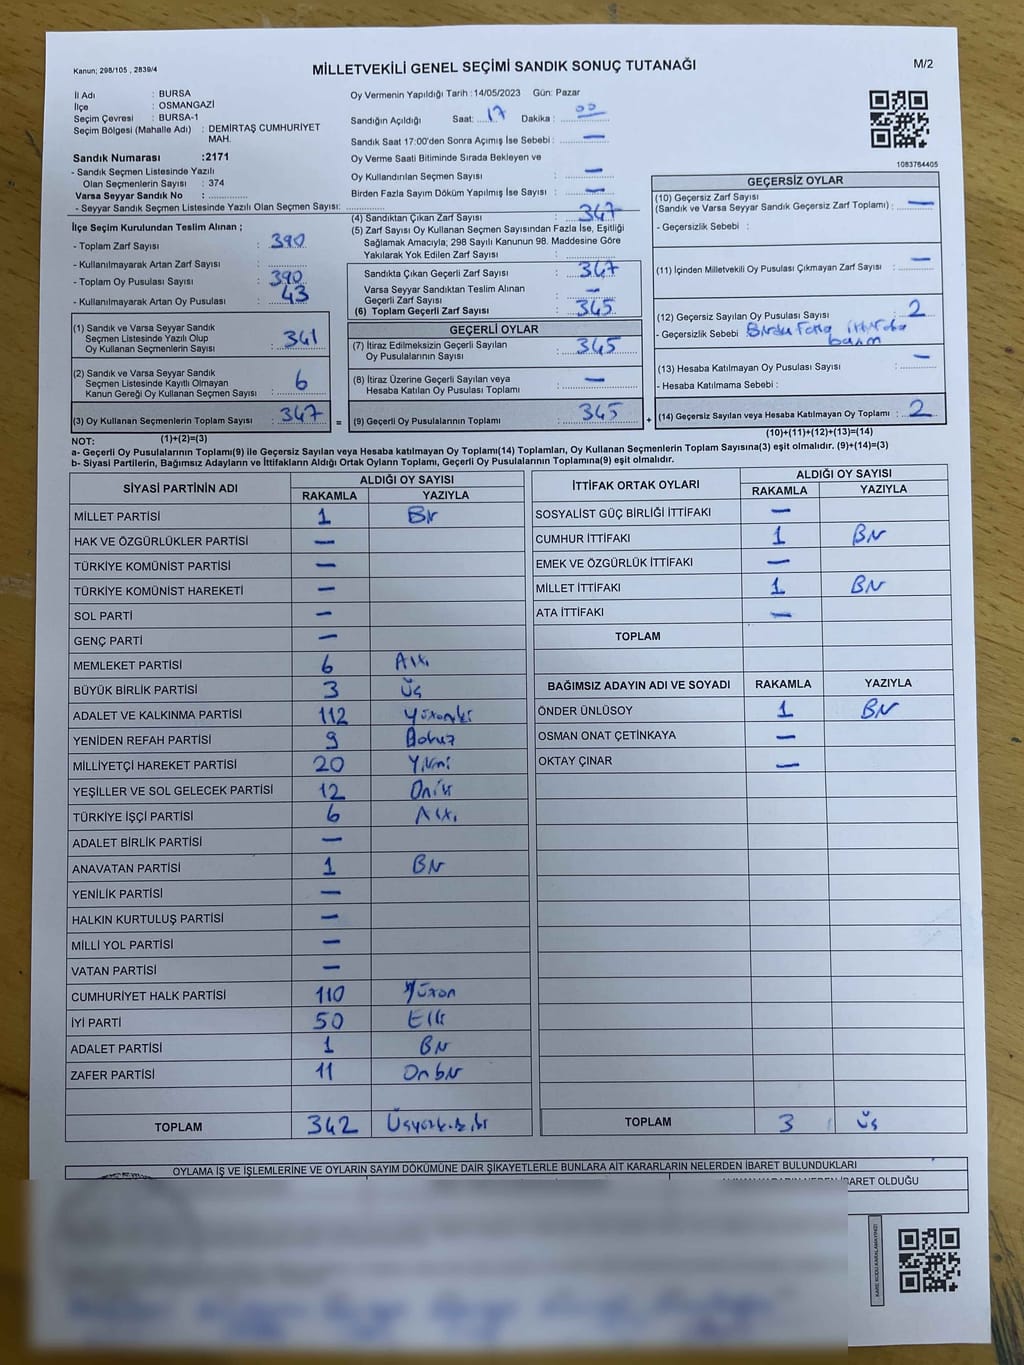 Kanun; 298/105 , 2839/4
MİLLETVEKİLİ GENEL SEÇİMİ SANDIK SONUÇ TUTANAĞI
M/2
İl Adı : BURSA
İlçe : OSMANGAZİ
Seçim Çevresi : BURSA-1
Seçim Bölgesi (Mahalle Adı) : DEMİRTAŞ CUMHURİYET
MAH.
Sandık Numarası :2171
- Sandık Seçmen Listesinde Yazılı
Olan Seçmenlerin Sayısı : 374
Varsa Seyyar Sandık No :
- Seyyar Sandık Seçmen Listesinde Yazılı Olan Seçmen Sayısı:
Oy Vermenin Yapıldığı Tarih :14/05/2023 Gün: Pazar
Sandığın Açıldığı Saat: 17 Dakika : 00
Sandık Saat 17:00'den Sonra Açımış İse Sebebi : —
Oy Verme Saati Bitiminde Sırada Bekleyen ve
Oy Kullandırılan Seçmen Sayısı —
Birden Fazla Sayım Döküm Yapılmış İse Sayısı : —
1083764405
İlçe Seçim Kurulundan Teslim Alınan ;
- Toplam Zarf Sayısı : 390
- Kullanılmayarak Artan Zarf Sayısı :
- Toplam Oy Pusulası Sayısı : 390
- Kullanılmayarak Artan Oy Pusulası : 43
(1) Sandık ve Varsa Seyyar Sandık
Seçmen Listesinde Yazılı Olup
Oy Kullanan Seçmenlerin Sayısı : 341
(2) Sandık ve Varsa Seyyar Sandık
Seçmen Listesinde Kayıtlı Olmayan
Kanun Gereği Oy Kullanan Seçmen Sayısı : 6
(3) Oy Kullanan Seçmenlerin Toplam Sayısı : 347
(1)+(2)=(3)
(4) Sandıktan Çıkan Zarf Sayısı : 347
(5) Zarf Sayısı Oy Kullanan Seçmen Sayısından Fazla İse, Eşitliği
Sağlamak Amacıyla; 298 Sayılı Kanunun 98. Maddesine Göre
Yakılarak Yok Edilen Zarf Sayısı :
Sandıkta Çıkan Geçerli Zarf Sayısı : 347
Varsa Seyyar Sandıktan Teslim Alınan
Geçerli Zarf Sayısı : —
(6) Toplam Geçerli Zarf Sayısı : 345
GEÇERLİ OYLAR
(7) İtiraz Edilmeksizin Geçerli Sayılan
Oy Pusulalarının Sayısı : 345
(8) İtiraz Üzerine Geçerli Sayılan veya
Hesaba Katılan Oy Pusulası Toplamı : —
= (9) Geçerli Oy Pusulalarının Toplamı : 345 +
GEÇERSİZ OYLAR
(10) Geçersiz Zarf Sayısı
(Sandık ve Varsa Seyyar Sandık Geçersiz Zarf Toplamı) : —
- Geçersizlik Sebebi :
(11) İçinden Milletvekili Oy Pusulası Çıkmayan Zarf Sayısı : —
(12) Geçersiz Sayılan Oy Pusulası Sayısı : 2
- Geçersizlik Sebebi
(13) Hesaba Katılmayan Oy Pusulası Sayısı : —
- Hesaba Katılmama Sebebi :
(14) Geçersiz Sayılan veya Hesaba Katılmayan Oy Toplamı : 2
(10)+(11)+(12)+(13)=(14)
NOT:
a- Geçerli Oy Pusulalarının Toplamı(9) ile Geçersiz Sayılan veya Hesaba katılmayan Oy Toplamı(14) Toplamları, Oy Kullanan Seçmenlerin Toplam Sayısına(3) eşit olmalıdır. (9)+(14)=(3)
b- Siyasi Partilerin, Bağımsız Adayların ve İttifakların Aldığı Ortak Oyların Toplamı, Geçerli Oy Pusulalarının Toplamına(9) eşit olmalıdır.
SİYASİ PARTİNİN ADI ALDIĞI OY SAYISI
RAKAMLA YAZIYLA
MİLLET PARTİSİ 1 Bir
HAK VE ÖZGÜRLÜKLER PARTİSİ —
TÜRKİYE KOMÜNİST PARTİSİ —
TÜRKİYE KOMÜNİST HAREKETİ —
SOL PARTİ —
GENÇ PARTİ —
MEMLEKET PARTİSİ 6 Altı
BÜYÜK BİRLİK PARTİSİ 3 Üç
ADALET VE KALKINMA PARTİSİ 112 Yüzoniki
YENİDEN REFAH PARTİSİ 9 Dokuz
MİLLİYETÇİ HAREKET PARTİSİ 20 Yirmi
YEŞİLLER VE SOL GELECEK PARTİSİ 12 Oniki
TÜRKİYE İŞÇİ PARTİSİ 6 Altı
ADALET BİRLİK PARTİSİ —
ANAVATAN PARTİSİ 1 Bir
YENİLİK PARTİSİ —
HALKIN KURTULUŞ PARTİSİ —
MİLLİ YOL PARTİSİ —
VATAN PARTİSİ —
CUMHURİYET HALK PARTİSİ 110 Yüzon
İYİ PARTİ 50 Elli
ADALET PARTİSİ 1 Bir
ZAFER PARTİSİ 11 Onbir
TOPLAM 342 Üçyüzkırkiki
İTTİFAK ORTAK OYLARI ALDIĞI OY SAYISI
RAKAMLA YAZIYLA
SOSYALİST GÜÇ BİRLİĞİ İTTİFAKI —
CUMHUR İTTİFAKI 1 Bir
EMEK VE ÖZGÜRLÜK İTTİFAKI —
MİLLET İTTİFAKI 1 Bir
ATA İTTİFAKI —
TOPLAM
BAĞIMSIZ ADAYIN ADI VE SOYADI RAKAMLA YAZIYLA
ÖNDER ÜNLÜSOY 1 Bir
OSMAN ONAT ÇETİNKAYA —
OKTAY ÇINAR —
TOPLAM 3 Üç
OYLAMA İŞ VE İŞLEMLERİNE VE OYLARIN SAYIM DÖKÜMÜNE DAİR ŞİKAYETLERLE BUNLARA AİT KARARLARIN NELERDEN İBARET BULUNDUKLARI
İBARET OLDUĞU
KARE KODU KARALAMAYINIZ!